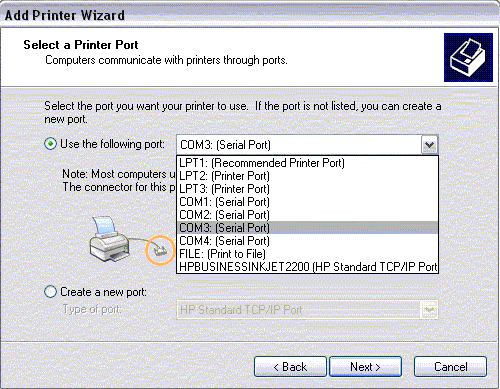 Add Printer Wizard
Select a Printer Port
Computers communicate with printers through ports.
Select the port you want your printer to use. If the port is not listed, you can create a
new port.
Use the following port:
COM3: (Serial Port)
Note: Most computers u
The connector for this p
LPT1: (Recommended Printer Port)
LPT2: (Printer Port)
LPT3: (Printer Port)
COM1: (Serial Port)
COM2: (Serial Port)
COM3: (Serial Port)
COM4: (Serial Port)
FILE: (Print to File)
HPBUSINESSINKJET2200 (HP Standard TCP/IP Port
Create a new port:
Type of port:
HP Standard TCP/IP Port
< Back
Next >
Cancel